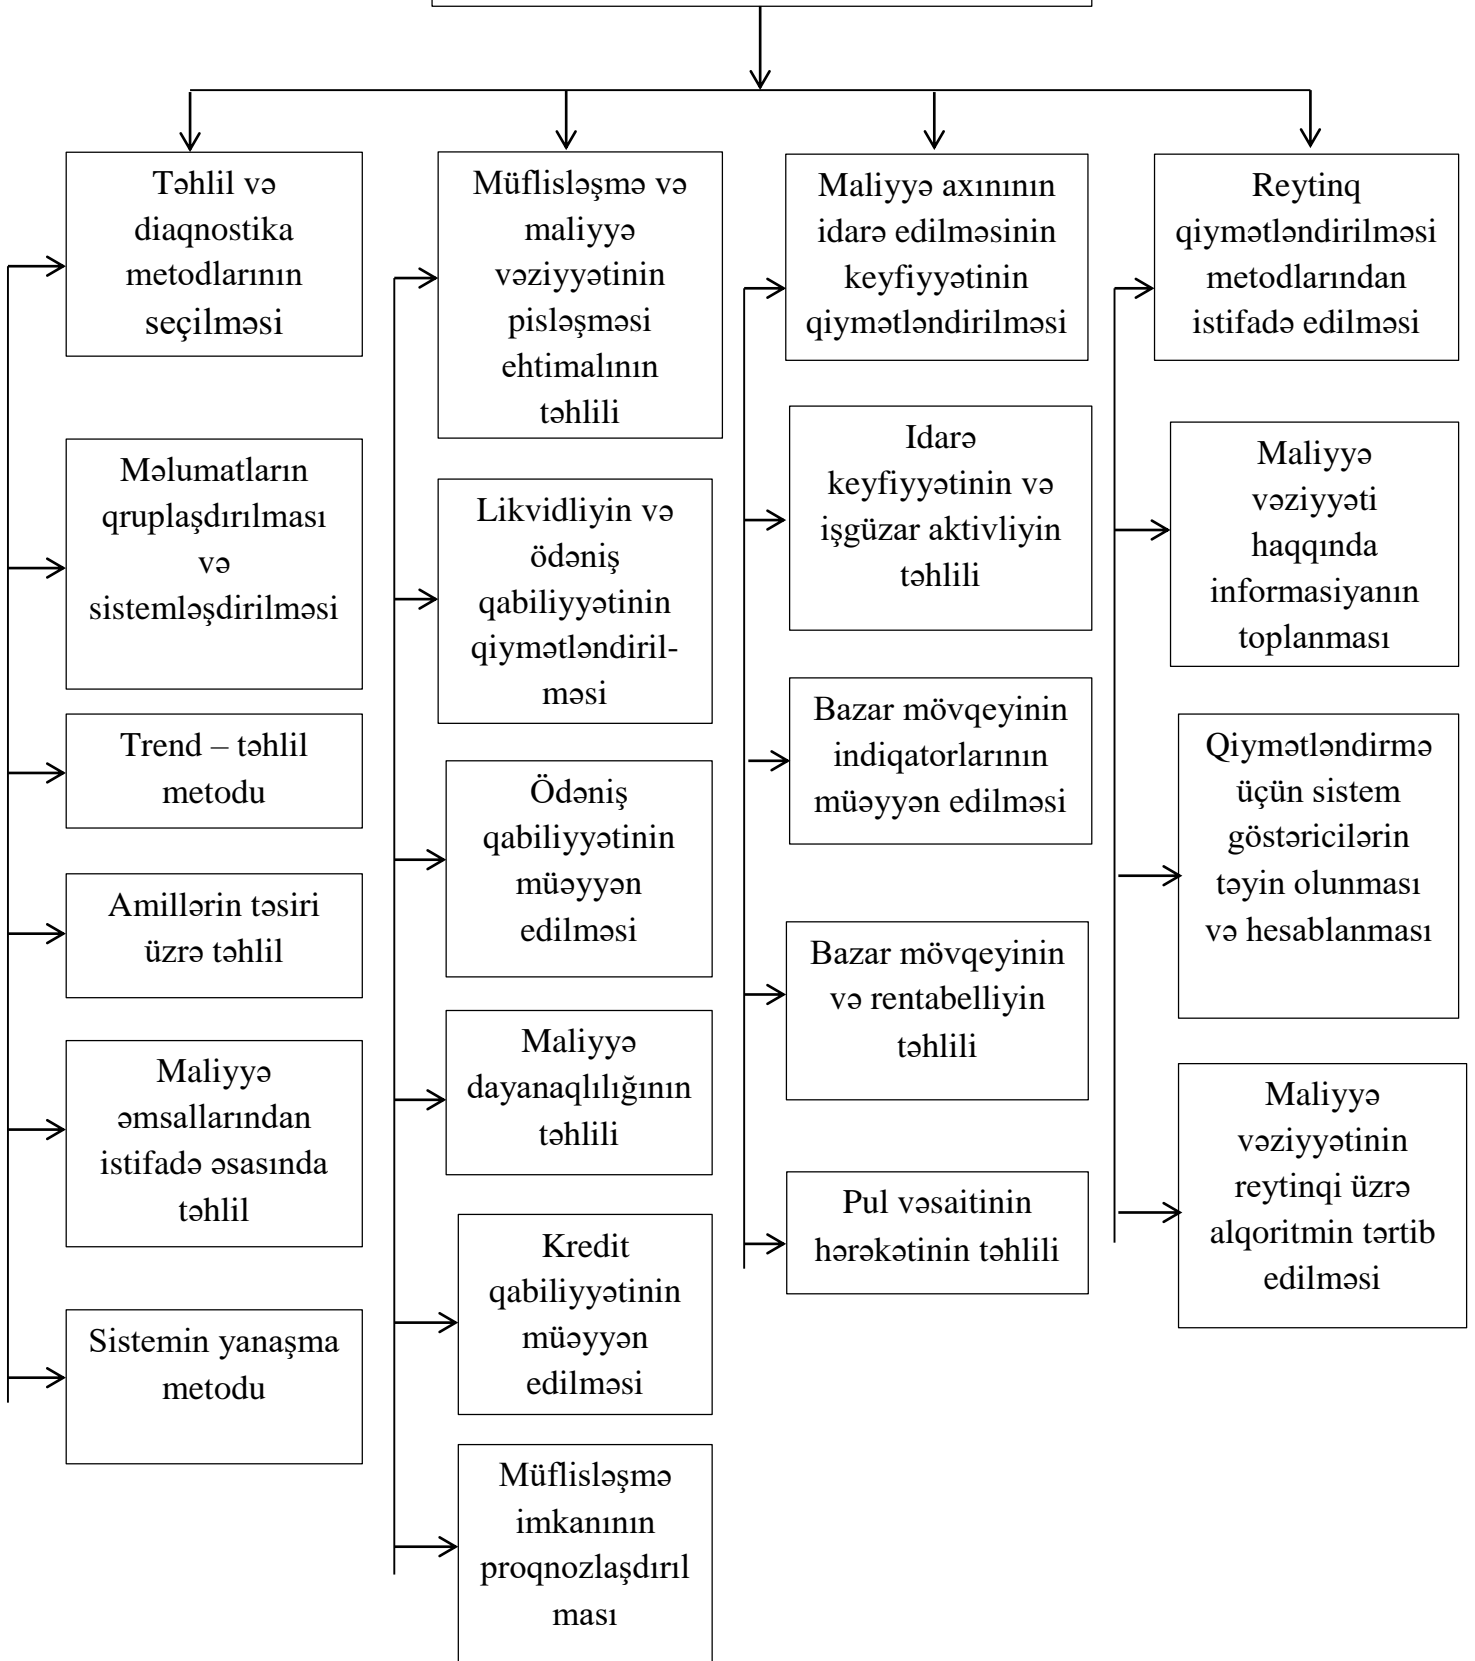 Təhlil və
diaqnostika
metodlarının
seçilməsi
Məlumatların
qruplaşdırılması
və
sistemləşdirilməsi
Trend – təhlil
metodu
Amillərin təsiri
üzrə təhlil
Maliyyə
əmsallarından
istifadə əsasında
təhlil
Sistemin yanaşma
metodu
Müflisləşmə və
maliyyə
vəziyyətinin
pisləşməsi
ehtimalının
təhlili
Likvidliyin və
ödəniş
qabiliyyətinin
qiymətləndiril-
məsi
Ödəniş
qabiliyyətinin
müəyyən
edilməsi
Maliyyə
dayanaqlılığının
təhlili
Kredit
qabiliyyətinin
müəyyən
edilməsi
Müflisləşmə
imkanının
proqnozlaşdırıl
ması
Maliyyə axınının
idarə edilməsinin
keyfiyyətinin
qiymətləndirilməsi
Idarə
keyfiyyətinin və
işgüzar aktivliyin
təhlili
Bazar mövqeyinin
indiqatorlarının
müəyyən edilməsi
Bazar mövqeyinin
və rentabelliyin
təhlili
Pul vəsaitinin
hərəkətinin təhlili
Reytinq
qiymətləndirilməsi
metodlarından
istifadə edilməsi
Maliyyə
vəziyyəti
haqqında
informasiyanın
toplanması
Qiymətləndirmə
üçün sistem
göstəricilərin
təyin olunması
və hesablanması
Maliyyə
vəziyyətinin
reytinqi üzrə
alqoritmin tərtib
edilməsi